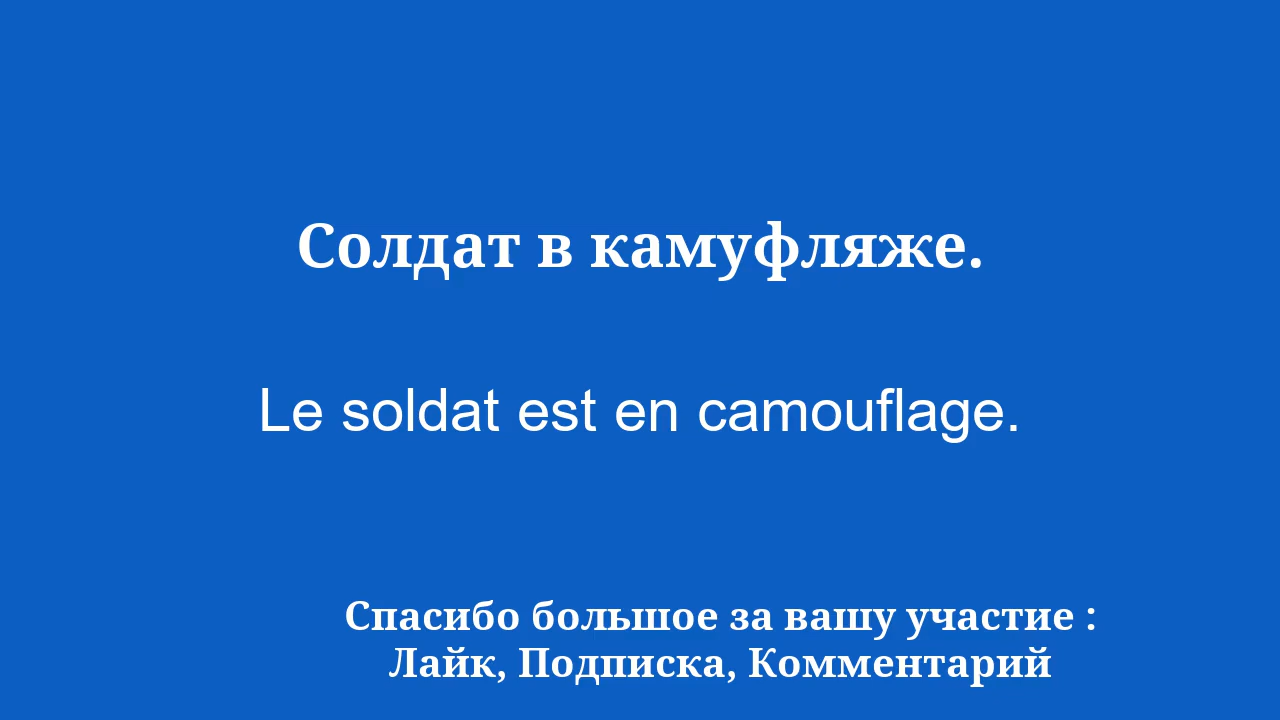 Солдат в камуфляже.
Le soldat est en camouflage.
Спасибо большое за вашу участие :
Лайк, Подписка, Комментарий